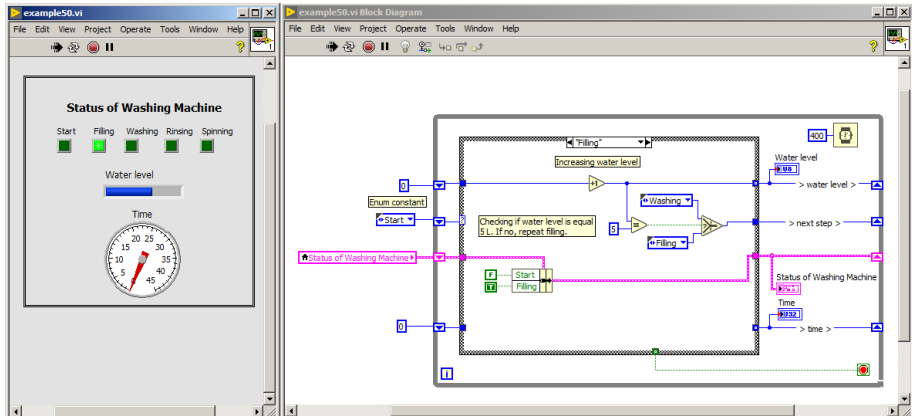 example50.vi
File Edit View Project Operate Tools Window Help
Status of Washing Machine
Start Filling Washing Rinsing Spinning
Water level
Time
20 25
15 30
10 35
5 40
45
example50.vi Block Diagram
File Edit View Project Operate Tools Window Help
400
"Filling"
Increasing water level
Water level
U8
0
+1
> water level >
Enum constant
Washing
Start
?
Checking if water level is equal
5 L. If no, repeat filling.
5
=
> next step >
Filling
Status of Washing Machine
F Start
T Filling
Status of Washing Machine
Time
U32
0
> time >
i